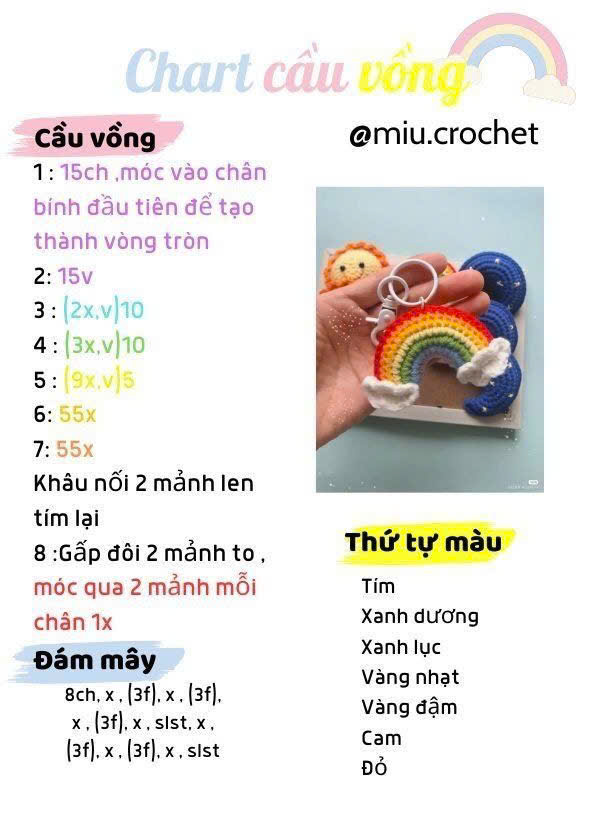 Chart cầu vồng
Cầu vồng
@miu.crochet
1 : 15ch ,móc vào chân
bính đầu tiên để tạo
thành vòng tròn
2: 15v
3 : (2x,v)10
4 : (3x,v)10
5 : (9x,v)5
6: 55x
7: 55x
Khâu nối 2 mảnh len
tím lại
8 :Gấp đôi 2 mảnh to ,
móc qua 2 mảnh mỗi
chân 1x
Đám mây
8ch, x , (3f), x , (3f),
x , (3f), x , slst, x ,
(3f), x , (3f), x , slst
Thứ tự màu
Tím
Xanh dương
Xanh lục
Vàng nhạt
Vàng đậm
Cam
Đỏ